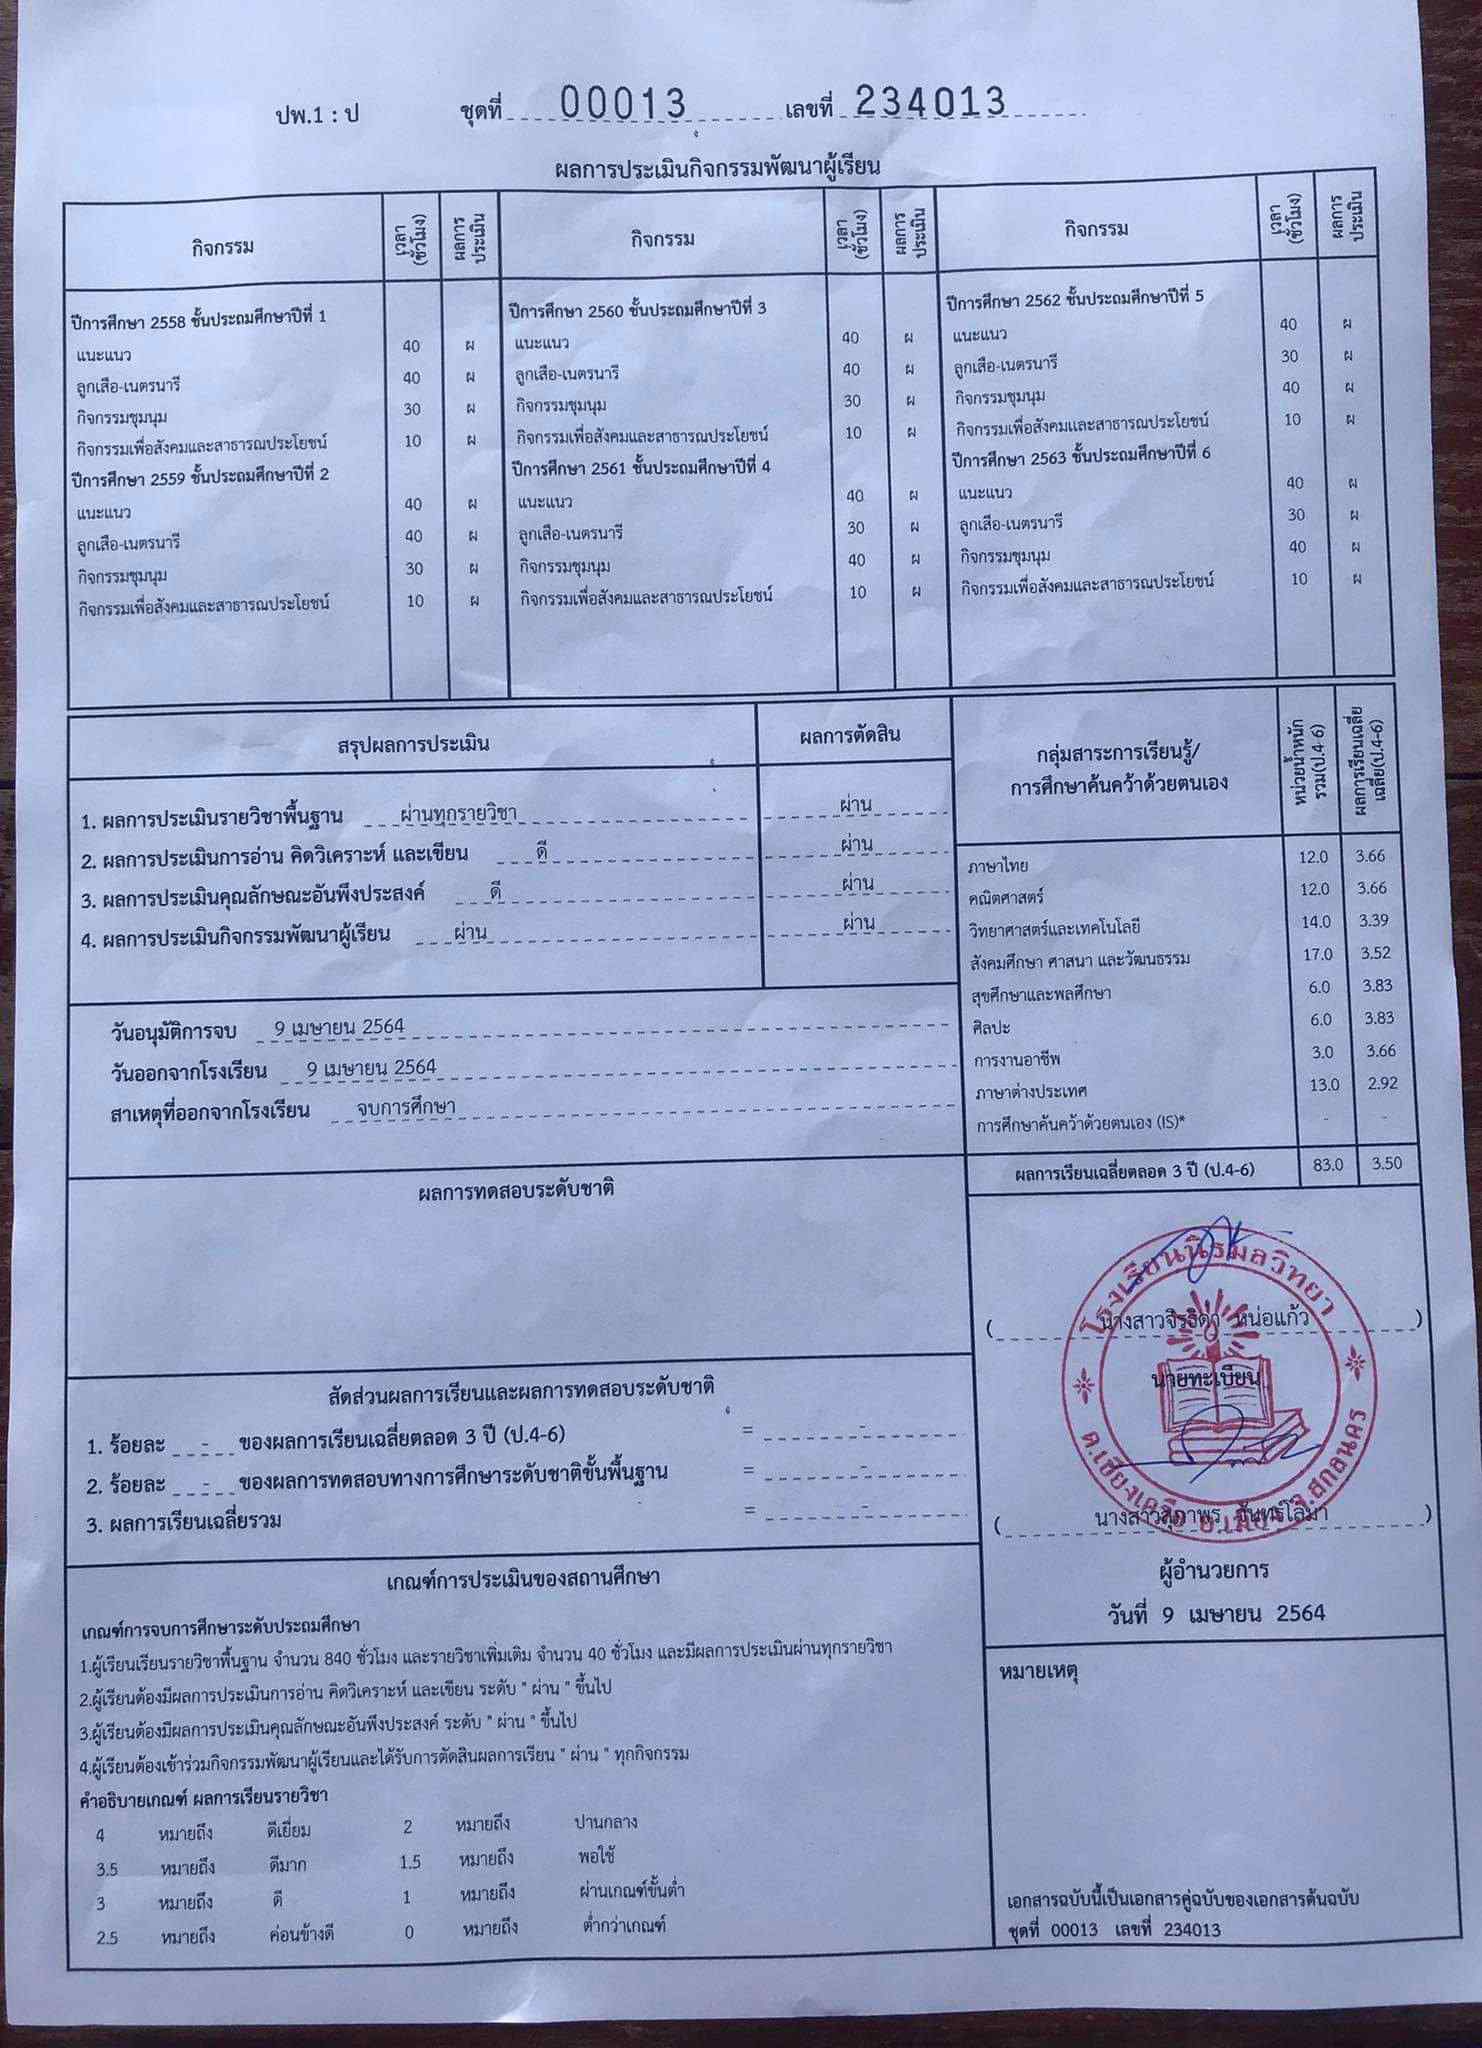 ปพ.1 : ป ชุดที่ 00013 เลขที่ 234013
ผลการประเมินกิจกรรมพัฒนาผู้เรียน
กิจกรรม เวลา (ชั่วโมง) ผลการประเมิน กิจกรรม เวลา (ชั่วโมง) ผลการประเมิน กิจกรรม เวลา (ชั่วโมง) ผลการประเมิน
ปีการศึกษา 2558 ชั้นประถมศึกษาปีที่ 1
แนะแนว 40 ผ
ลูกเสือ-เนตรนารี 40 ผ
กิจกรรมชุมนุม 30 ผ
กิจกรรมเพื่อสังคมและสาธารณประโยชน์ 10 ผ
ปีการศึกษา 2559 ชั้นประถมศึกษาปีที่ 2
แนะแนว 40 ผ
ลูกเสือ-เนตรนารี 40 ผ
กิจกรรมชุมนุม 30 ผ
กิจกรรมเพื่อสังคมและสาธารณประโยชน์ 10 ผ
ปีการศึกษา 2560 ชั้นประถมศึกษาปีที่ 3
แนะแนว 40 ผ
ลูกเสือ-เนตรนารี 40 ผ
กิจกรรมชุมนุม 30 ผ
กิจกรรมเพื่อสังคมและสาธารณประโยชน์ 10 ผ
ปีการศึกษา 2561 ชั้นประถมศึกษาปีที่ 4
แนะแนว 40 ผ
ลูกเสือ-เนตรนารี 30 ผ
กิจกรรมชุมนุม 40 ผ
กิจกรรมเพื่อสังคมและสาธารณประโยชน์ 10 ผ
ปีการศึกษา 2562 ชั้นประถมศึกษาปีที่ 5
แนะแนว 40 ผ
ลูกเสือ-เนตรนารี 30 ผ
กิจกรรมชุมนุม 40 ผ
กิจกรรมเพื่อสังคมและสาธารณประโยชน์ 10 ผ
ปีการศึกษา 2563 ชั้นประถมศึกษาปีที่ 6
แนะแนว 40 ผ
ลูกเสือ-เนตรนารี 30 ผ
กิจกรรมชุมนุม 40 ผ
กิจกรรมเพื่อสังคมและสาธารณประโยชน์ 10 ผ
สรุปผลการประเมิน ผลการตัดสิน
1. ผลการประเมินรายวิชาพื้นฐาน ผ่านทุกรายวิชา ผ่าน
2. ผลการประเมินการอ่าน คิดวิเคราะห์ และเขียน ดี ผ่าน
3. ผลการประเมินคุณลักษณะอันพึงประสงค์ ดี ผ่าน
4. ผลการประเมินกิจกรรมพัฒนาผู้เรียน ผ่าน ผ่าน
วันอนุมัติการจบ 9 เมษายน 2564
วันออกจากโรงเรียน 9 เมษายน 2564
สาเหตุที่ออกจากโรงเรียน จบการศึกษา
กลุ่มสาระการเรียนรู้/
การศึกษาค้นคว้าด้วยตนเอง
หน่วยน้ำหนัก
รวม(ป.4-6)
ผลการเรียนเฉลี่ย
เฉลี่ย(ป.4-6)
ภาษาไทย 12.0 3.66
คณิตศาสตร์ 12.0 3.66
วิทยาศาสตร์และเทคโนโลยี 14.0 3.39
สังคมศึกษา ศาสนา และวัฒนธรรม 17.0 3.52
สุขศึกษาและพลศึกษา 6.0 3.83
ศิลปะ 6.0 3.83
การงานอาชีพ 3.0 3.66
ภาษาต่างประเทศ 13.0 2.92
การศึกษาค้นคว้าด้วยตนเอง (IS)* - -
ผลการเรียนเฉลี่ยตลอด 3 ปี (ป.4-6) 83.0 3.50
ผลการทดสอบระดับชาติ
สัดส่วนผลการเรียนและผลการทดสอบระดับชาติ
1. ร้อยละ - ของผลการเรียนเฉลี่ยตลอด 3 ปี (ป.4-6) = -
2. ร้อยละ - ของผลการทดสอบทางการศึกษาระดับชาติขั้นพื้นฐาน = -
3. ผลการเรียนเฉลี่ยรวม = -
โรงเรียนนิรมลวิทยา
(นางสาวจิรธิดา หน่อแก้ว)
นายทะเบียน
ต.เชียงเครือ อ.เมือง จ.สกลนคร
(นางสาวสุภาพร จันทร์โสมา)
ผู้อำนวยการ
วันที่ 9 เมษายน 2564
เกณฑ์การประเมินของสถานศึกษา
เกณฑ์การจบการศึกษาระดับประถมศึกษา
1.ผู้เรียนเรียนรายวิชาพื้นฐาน จำนวน 840 ชั่วโมง และรายวิชาเพิ่มเติม จำนวน 40 ชั่วโมง และมีผลการประเมินผ่านทุกรายวิชา
2.ผู้เรียนต้องมีผลการประเมินการอ่าน คิดวิเคราะห์ และเขียน ระดับ " ผ่าน " ขึ้นไป
3.ผู้เรียนต้องมีผลการประเมินคุณลักษณะอันพึงประสงค์ ระดับ " ผ่าน " ขึ้นไป
4.ผู้เรียนต้องเข้าร่วมกิจกรรมพัฒนาผู้เรียนและได้รับการตัดสินผลการเรียน " ผ่าน " ทุกกิจกรรม
คำอธิบายเกณฑ์ ผลการเรียนรายวิชา
4 หมายถึง ดีเยี่ยม 2 หมายถึง ปานกลาง
3.5 หมายถึง ดีมาก 1.5 หมายถึง พอใช้
3 หมายถึง ดี 1 หมายถึง ผ่านเกณฑ์ขั้นต่ำ
2.5 หมายถึง ค่อนข้างดี 0 หมายถึง ต่ำกว่าเกณฑ์
หมายเหตุ
เอกสารฉบับนี้เป็นเอกสารคู่ฉบับของเอกสารต้นฉบับ
ชุดที่ 00013 เลขที่ 234013